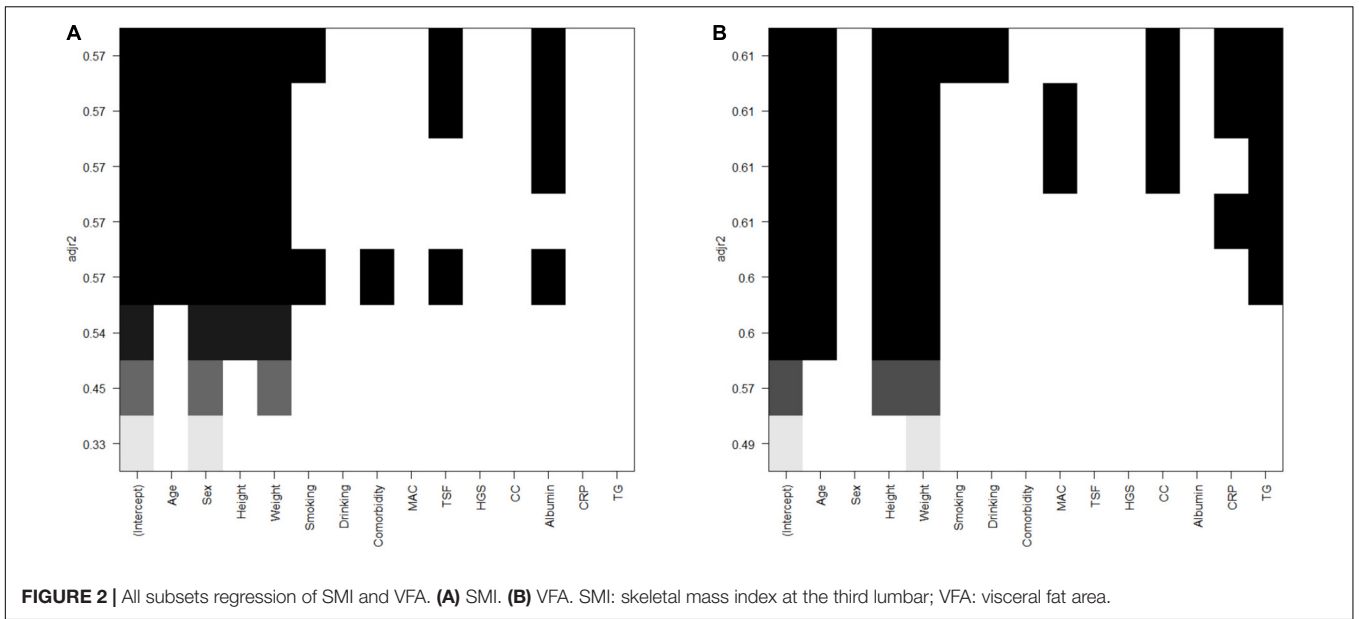 A
0.57
0.57
0.57
0.57
0.57
0.54
0.45
0.33
adjr2
(Intercept)
Age
Sex
Height
Weight
Smoking
Drinking
Comorbidity
MAC
TSF
HGS
CC
Albumin
CRP
TG
B
0.61
0.61
0.61
0.61
0.6
0.6
0.57
0.49
adjr2
(Intercept)
Age
Sex
Height
Weight
Smoking
Drinking
Comorbidity
MAC
TSF
HGS
CC
Albumin
CRP
TG
FIGURE 2 | All subsets regression of SMI and VFA. (A) SMI. (B) VFA. SMI: skeletal mass index at the third lumbar; VFA: visceral fat area.